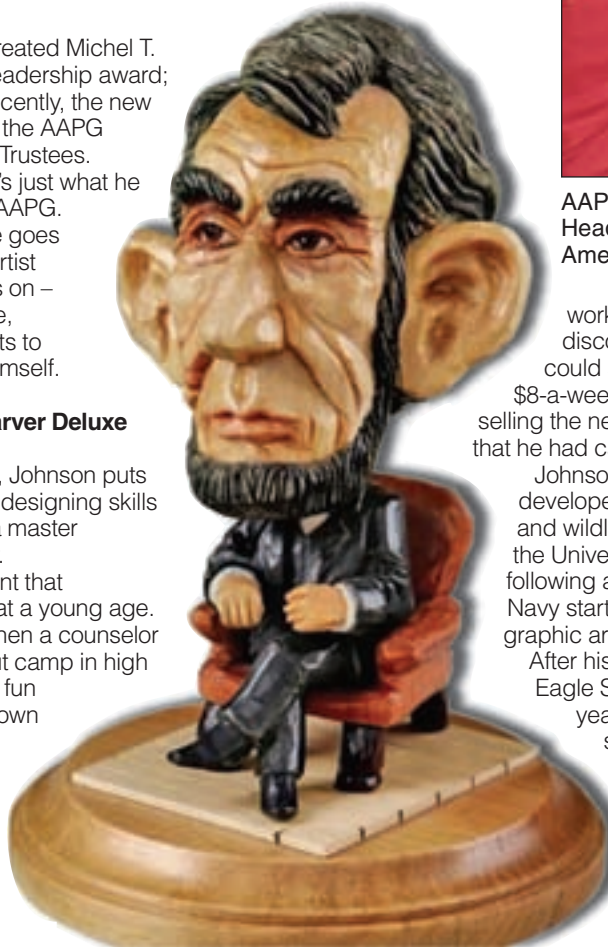 reated Michel T.
eadership award;
cently, the new
the AAPG
Trustees.
's just what he
AAPG.
e goes
rtist
s on –
e,
ts to
mself.
arver Deluxe
, Johnson puts
designing skills
a master
.
nt that
at a young age.
hen a counselor
ut camp in high
fun
own
AAP
Head
Ame
work
disco
could
$8-a-wee
selling the ne
that he had c
Johnso
develope
and wildl
the Unive
following a
Navy start
graphic ar
After his
Eagle S
yea
s